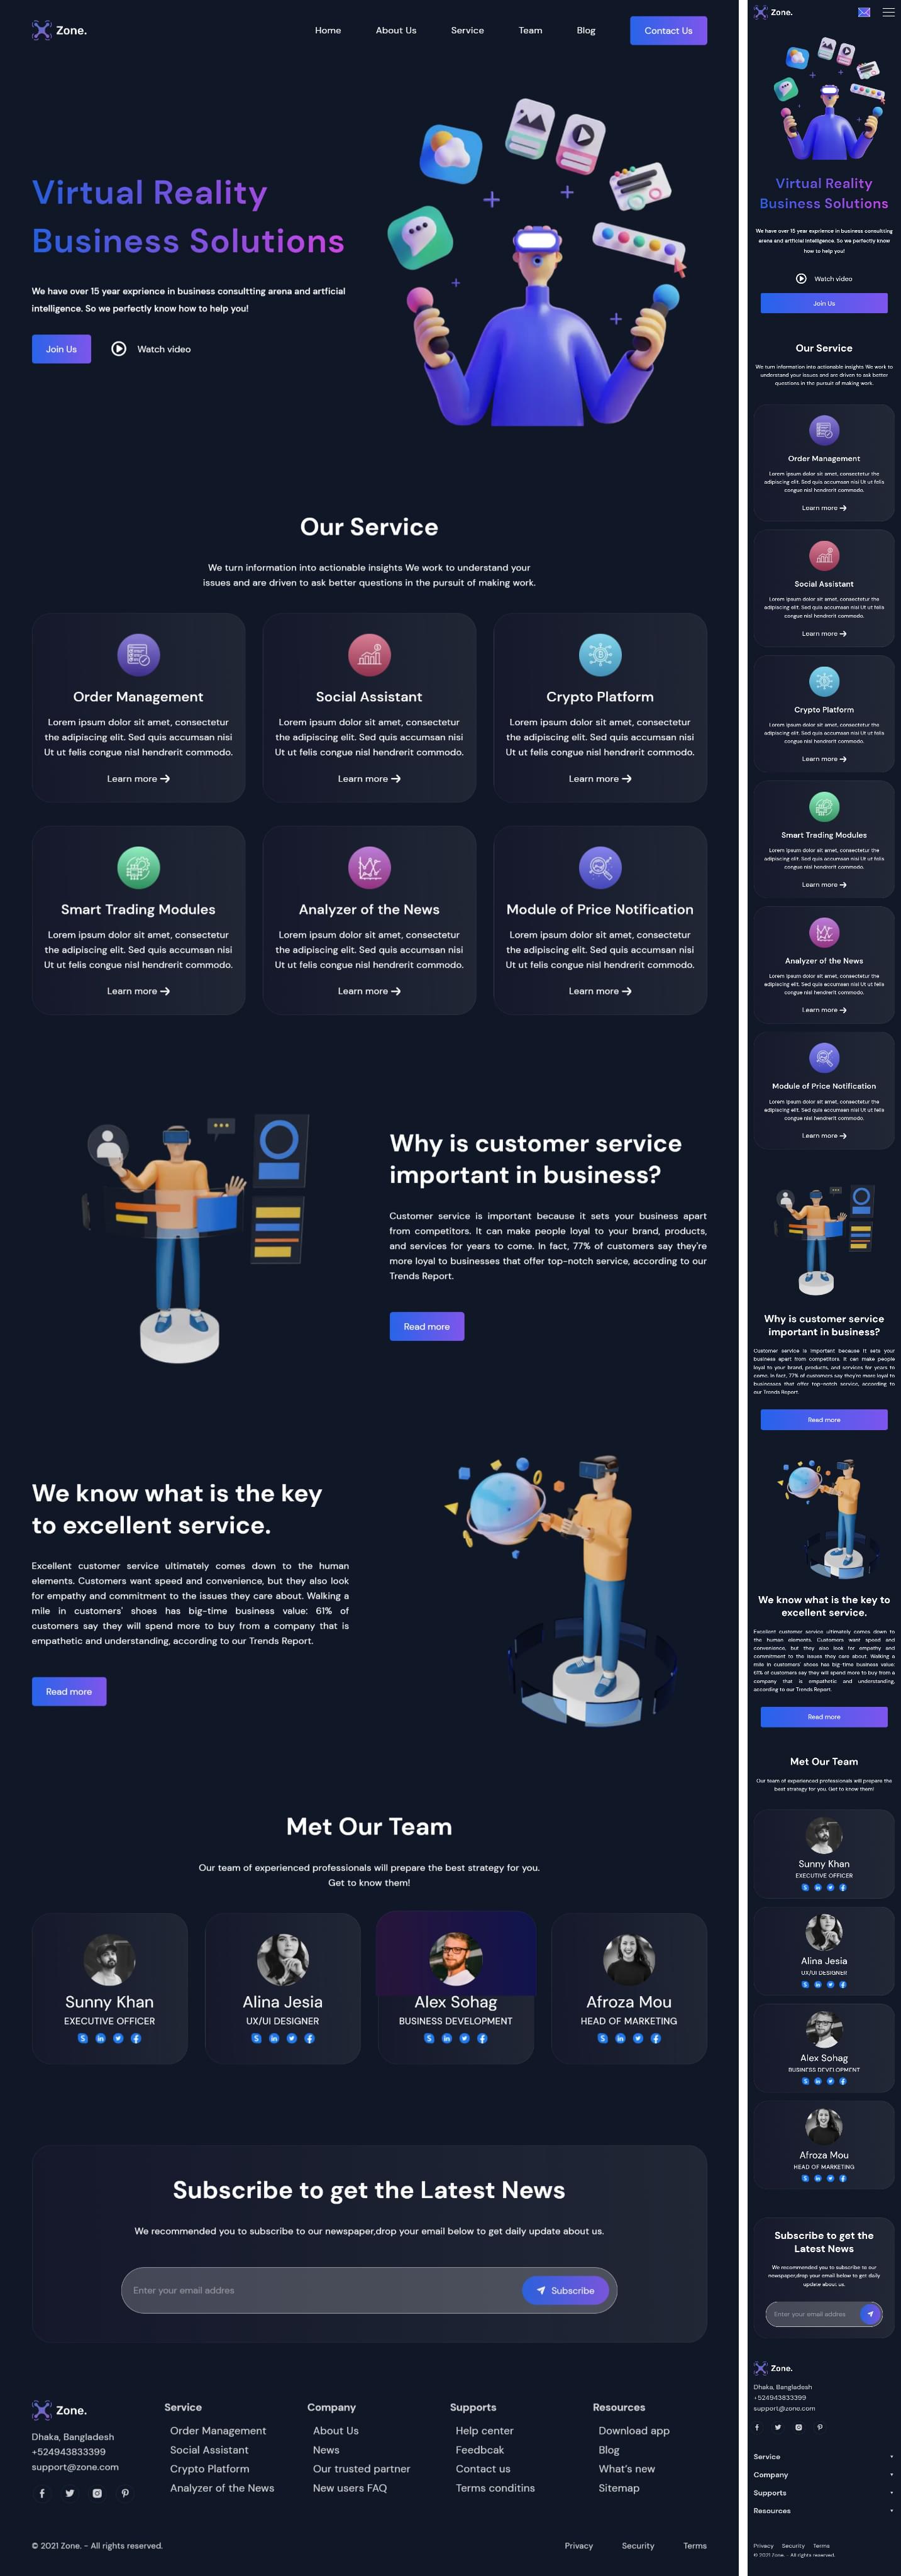 Zone.
Home About Us Service Team Blog Contact Us
Virtual Reality
Business Solutions
We have over 15 year exprience in business consultting arena and artficial
intelligence. So we perfectly know how to help you!
Join Us Watch video
Our Service
We turn information into actionable insights We work to understand your
issues and are driven to ask better questions in the pursuit of making work.
Order Management
Lorem ipsum dolor sit amet, consectetur
the adipiscing elit. Sed quis accumsan nisi
Ut ut felis congue nisl hendrerit commodo.
Learn more
Social Assistant
Lorem ipsum dolor sit amet, consectetur
the adipiscing elit. Sed quis accumsan nisi
Ut ut felis congue nisl hendrerit commodo.
Learn more
Crypto Platform
Lorem ipsum dolor sit amet, consectetur
the adipiscing elit. Sed quis accumsan nisi
Ut ut felis congue nisl hendrerit commodo.
Learn more
Smart Trading Modules
Lorem ipsum dolor sit amet, consectetur
the adipiscing elit. Sed quis accumsan nisi
Ut ut felis congue nisl hendrerit commodo.
Learn more
Analyzer of the News
Lorem ipsum dolor sit amet, consectetur
the adipiscing elit. Sed quis accumsan nisi
Ut ut felis congue nisl hendrerit commodo.
Learn more
Module of Price Notification
Lorem ipsum dolor sit amet, consectetur
the adipiscing elit. Sed quis accumsan nisi
Ut ut felis congue nisl hendrerit commodo.
Learn more
Why is customer service
important in business?
Customer service is important because it sets your business apart
from competitors. It can make people loyal to your brand, products,
and services for years to come. In fact, 77% of customers say they're
more loyal to businesses that offer top-notch service, according to our
Trends Report.
Read more
We know what is the key
to excellent service.
Excellent customer service ultimately comes down to the human
elements. Customers want speed and convenience, but they also look
for empathy and commitment to the issues they care about. Walking a
mile in customers' shoes has big-time business value: 61% of
customers say they will spend more to buy from a company that is
empathetic and understanding, according to our Trends Report.
Read more
Met Our Team
Our team of experienced professionals will prepare the best strategy for you.
Get to know them!
Sunny Khan
EXECUTIVE OFFICER
Alina Jesia
UX/UI DESIGNER
Alex Sohag
BUSINESS DEVELOPMENT
Afroza Mou
HEAD OF MARKETING
Subscribe to get the Latest News
We recommended you to subscribe to our newspaper,drop your email below to get daily update about us.
Enter your email addres Subscribe
Zone.
Dhaka, Bangladesh
+524943833399
support@zone.com
Service
Order Management
Social Assistant
Crypto Platform
Analyzer of the News
Company
About Us
News
Our trusted partner
New users FAQ
Supports
Help center
Feedbcak
Contact us
Terms conditins
Resources
Download app
Blog
What's new
Sitemap
© 2021 Zone. - All rights reserved.
Privacy Security Terms
Zone.
Virtual Reality
Business Solutions
We have over 15 year exprience in business consultting
arena and artficial intelligence. So we perfectly know
how to help you!
Watch video
Join Us
Our Service
We turn information into actionable insights We work to
understand your issues and are driven to ask better
questions in the pursuit of making work.
Order Management
Lorem ipsum dolor sit amet, consectetur the
adipiscing elit. Sed quis accumsan nisi Ut ut felis
congue nisl hendrerit commodo.
Learn more
Social Assistant
Lorem ipsum dolor sit amet, consectetur the
adipiscing elit. Sed quis accumsan nisi Ut ut felis
congue nisl hendrerit commodo.
Learn more
Crypto Platform
Lorem ipsum dolor sit amet, consectetur the
adipiscing elit. Sed quis accumsan nisi Ut ut felis
congue nisl hendrerit commodo.
Learn more
Smart Trading Modules
Lorem ipsum dolor sit amet, consectetur the
adipiscing elit. Sed quis accumsan nisi Ut ut felis
congue nisl hendrerit commodo.
Learn more
Analyzer of the News
Lorem ipsum dolor sit amet, consectetur the
adipiscing elit. Sed quis accumsan nisi Ut ut felis
congue nisl hendrerit commodo.
Learn more
Module of Price Notification
Lorem ipsum dolor sit amet, consectetur the
adipiscing elit. Sed quis accumsan nisi Ut ut felis
congue nisl hendrerit commodo.
Learn more
Why is customer service
important in business?
Customer service is important because it sets your
business apart from competitors. It can make people
loyal to your brand, products, and services for years to
come. In fact, 77% of customers say they're more loyal to
businesses that offer top-notch service, according to
our Trends Report.
Read more
We know what is the key to
excellent service.
Excellent customer service ultimately comes down to
the human elements. Customers want speed and
convenience, but they also look for empathy and
commitment to the issues they care about. Walking a
mile in customers' shoes has big-time business value:
61% of customers say they will spend more to buy from a
company that is empathetic and understanding,
according to our Trends Report.
Read more
Met Our Team
Our team of experienced professionals will prepare the
best strategy for you. Get to know them!
Sunny Khan
EXECUTIVE OFFICER
Alina Jesia
UX/UI DESIGNER
Alex Sohag
BUSINESS DEVELOPMENT
Afroza Mou
HEAD OF MARKETING
Subscribe to get the
Latest News
We recommended you to subscribe to our
newspaper,drop your email below to get daily
update about us.
Enter your email addres
Zone.
Dhaka, Bangladesh
+524943833399
support@zone.com
Service
Company
Supports
Resources
Privacy Security Terms
© 2021 Zone. - All rights reserved.